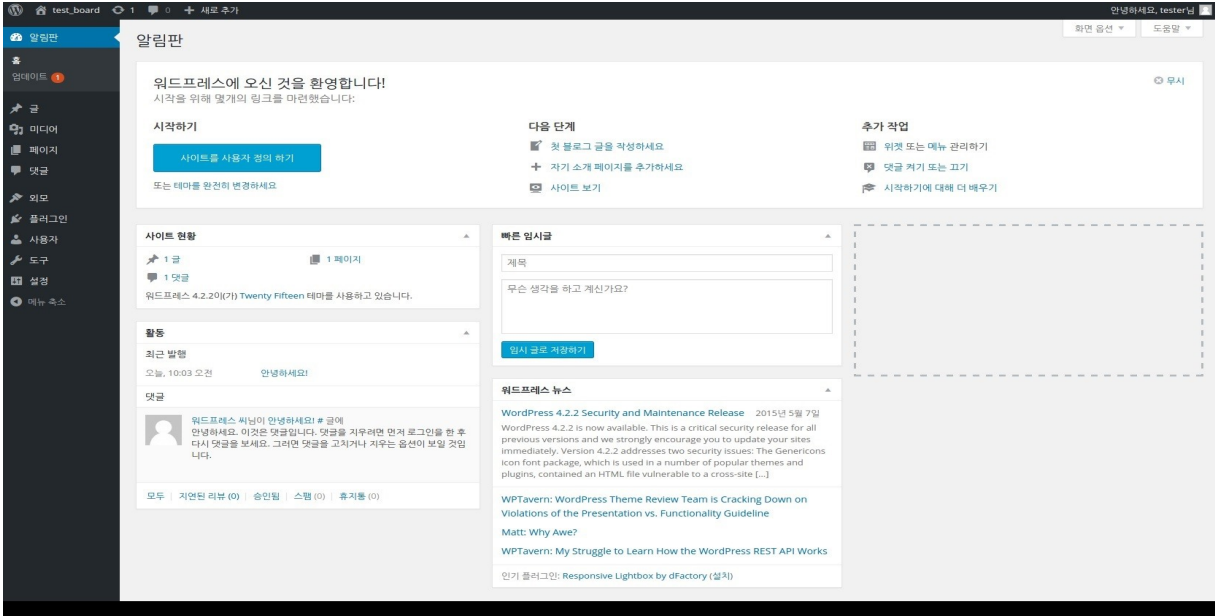 test_board 1 0 새로 추가
안녕하세요, tester님
알림판
홈
업데이트 1
글
미디어
페이지
댓글
외모
플러그인
사용자
도구
설정
메뉴 축소
화면 옵션
도움말
알림판
워드프레스에 오신 것을 환영합니다!
무시
시작을 위해 몇개의 링크를 마련했습니다:
시작하기
사이트를 사용자 정의 하기
또는 테마를 완전히 변경하세요
다음 단계
첫 블로그 글을 작성하세요
자기 소개 페이지를 추가하세요
사이트 보기
추가 작업
위젯 또는 메뉴 관리하기
댓글 켜기 또는 끄기
시작하기에 대해 더 배우기
사이트 현황
1 글
1 페이지
1 댓글
워드프레스 4.2.2이(가) Twenty Fifteen 테마를 사용하고 있습니다.
활동
최근 발행
오늘, 10:03 오전 안녕하세요!
댓글
워드프레스 씨님이 안녕하세요! # 글에
안녕하세요. 이것은 댓글입니다. 댓글을 지우려면 먼저 로그인을 한 후
다시 댓글을 보세요. 그러면 댓글을 고치거나 지우는 옵션이 보일 것입
니다.
모두 | 지연된 리뷰 (0) | 승인됨 | 스팸 (0) | 휴지통 (0)
빠른 임시글
제목
무슨 생각을 하고 계신가요?
임시 글로 저장하기
워드프레스 뉴스
WordPress 4.2.2 Security and Maintenance Release 2015년 5월 7일
WordPress 4.2.2 is now available. This is a critical security release for all
previous versions and we strongly encourage you to update your sites
immediately. Version 4.2.2 addresses two security issues: The Genericons
icon font package, which is used in a number of popular themes and
plugins, contained an HTML file vulnerable to a cross-site […]
WPTavern: WordPress Theme Review Team is Cracking Down on
Violations of the Presentation vs. Functionality Guideline
Matt: Why Awe?
WPTavern: My Struggle to Learn How the WordPress REST API Works
인기 플러그인: Responsive Lightbox by dFactory (설치)